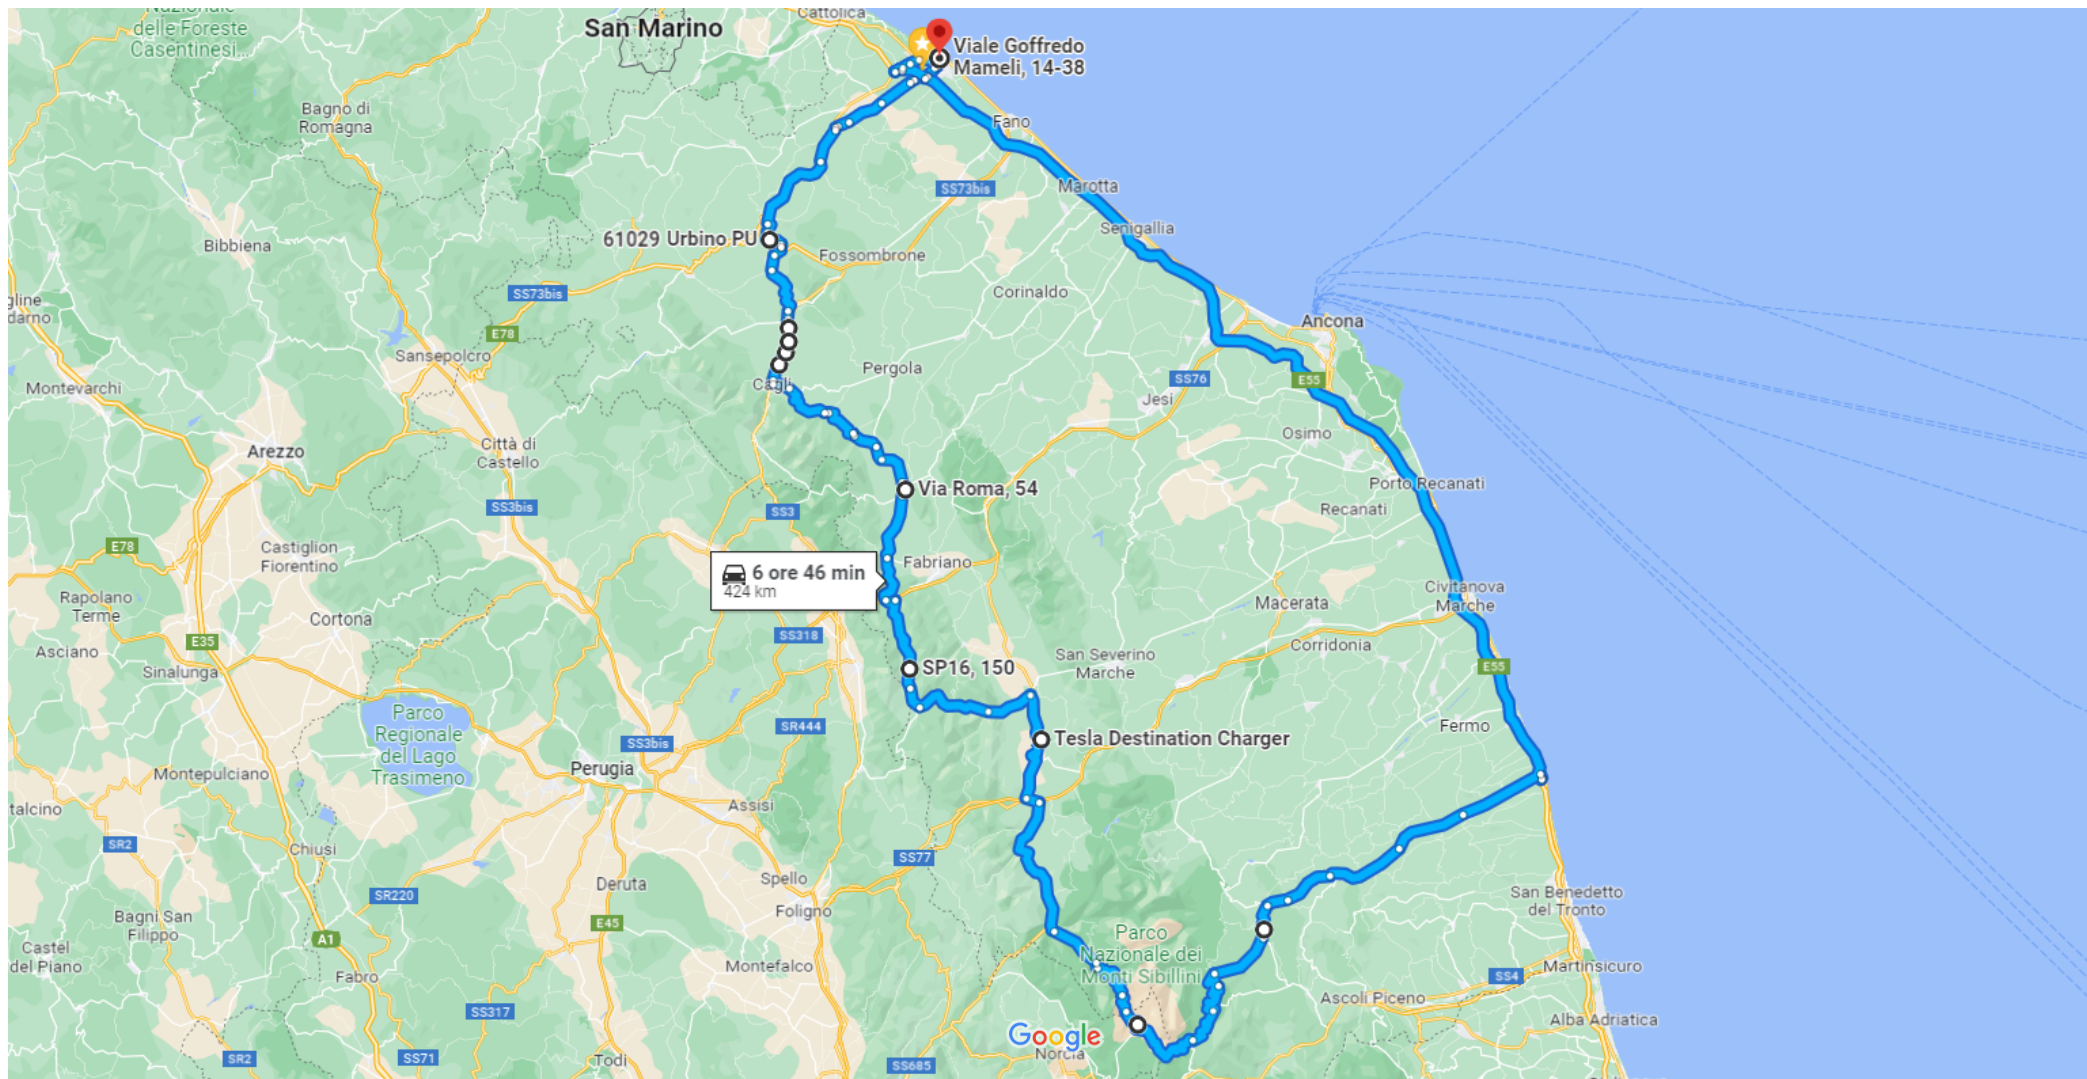 Nazionale
delle Foreste
Casentinesi...
San Marino
Cattolica
Viale Goffredo
Mameli, 14-38
Bagno di
Romagna
Fano
SS73bis
Marotta
Senigallia
Bibbiena
61029 Urbino PU
Fossombrone
SS73bis
Corinaldo
gline
darno
E78
Ancona
Sansepolcro
Pergola
Cagli
SS76
E55
Montevarchi
Jesi
Osimo
Arezzo
Città di
Castello
Via Roma, 54
Porto Recanati
Recanati
SS3bis
SS3
E78
Castiglion
Fiorentino
Fabriano
6 ore 46 min
424 km
Civitanova
Marche
Rapolano
Terme
Cortona
Macerata
E35
SS318
Corridonia
Asciano
Sinalunga
SP16, 150
San Severino
Marche
E55
Parco
Regionale
del Lago
Trasimeno
SR444
Fermo
SS3bis
Tesla Destination Charger
Perugia
Montepulciano
talcino
Assisi
SR2
Chiusi
SS77
Deruta
Spello
SR220
San Benedetto
del Tronto
Bagni San
Filippo
E45
Foligno
A1
Parco
Nazionale dei
Monti Sibillini
Castel
del Piano
Fabro
Montefalco
SS4
Martinsicuro
Ascoli Piceno
SS317
Alba Adriatica
Google
Norcia
SR2
SS71
Todi
SS685